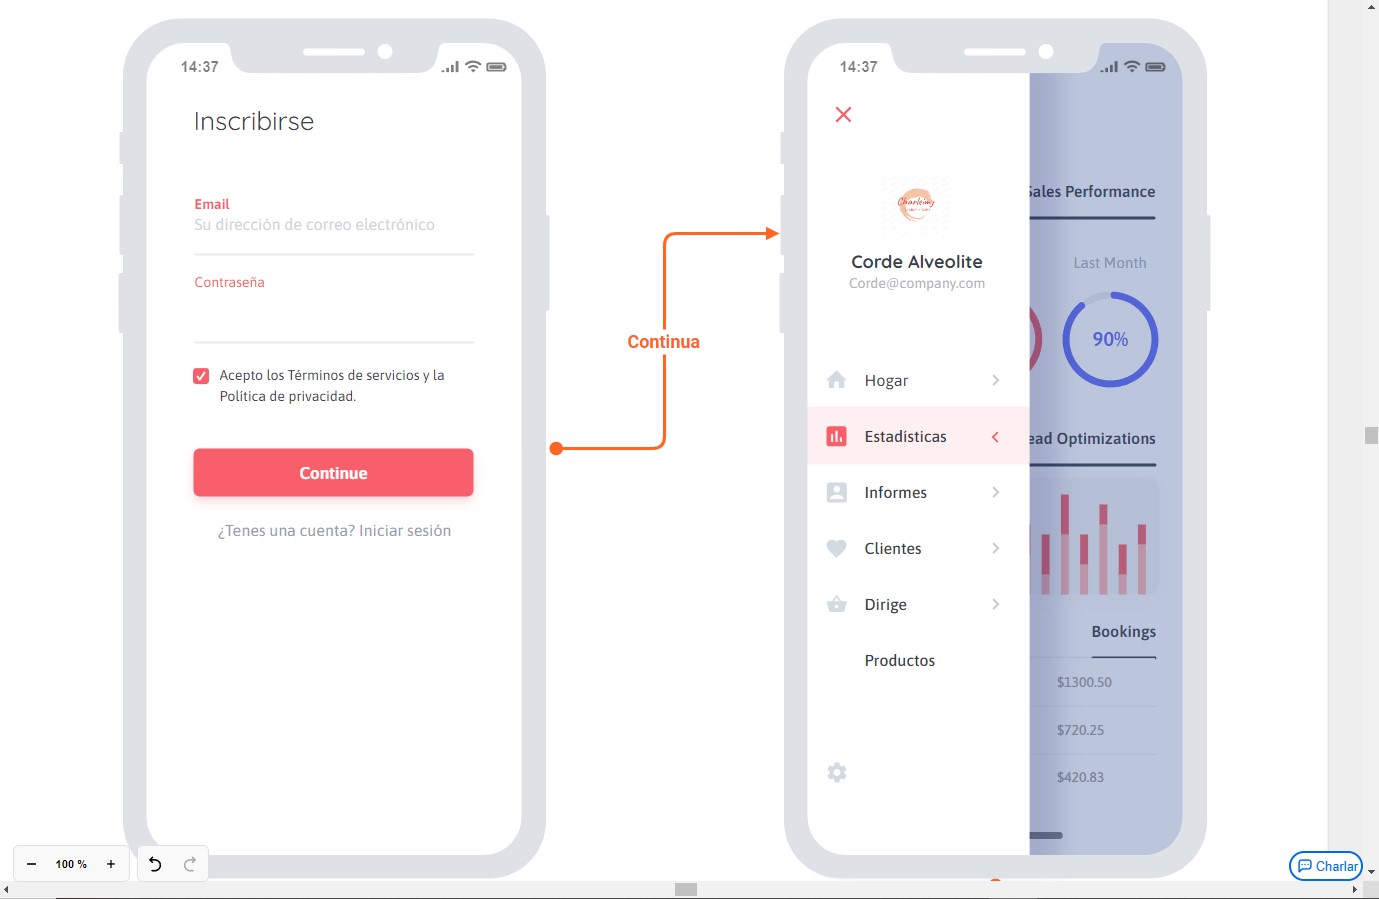 14:37
Inscribirse
Email
Su dirección de correo electrónico
Contraseña
Acepto los Términos de servicios y la
Política de privacidad.
Continue
¿Tenes una cuenta? Iniciar sesión
Continua
14:37
Charleimy
Corde Alveolite
Corde@company.com
Hogar
Estadísticas
Informes
Clientes
Dirige
Productos
Sales Performance
Last Month
90%
ead Optimizations
Bookings
$1300.50
$720.25
$420.83
100 %
Charlar